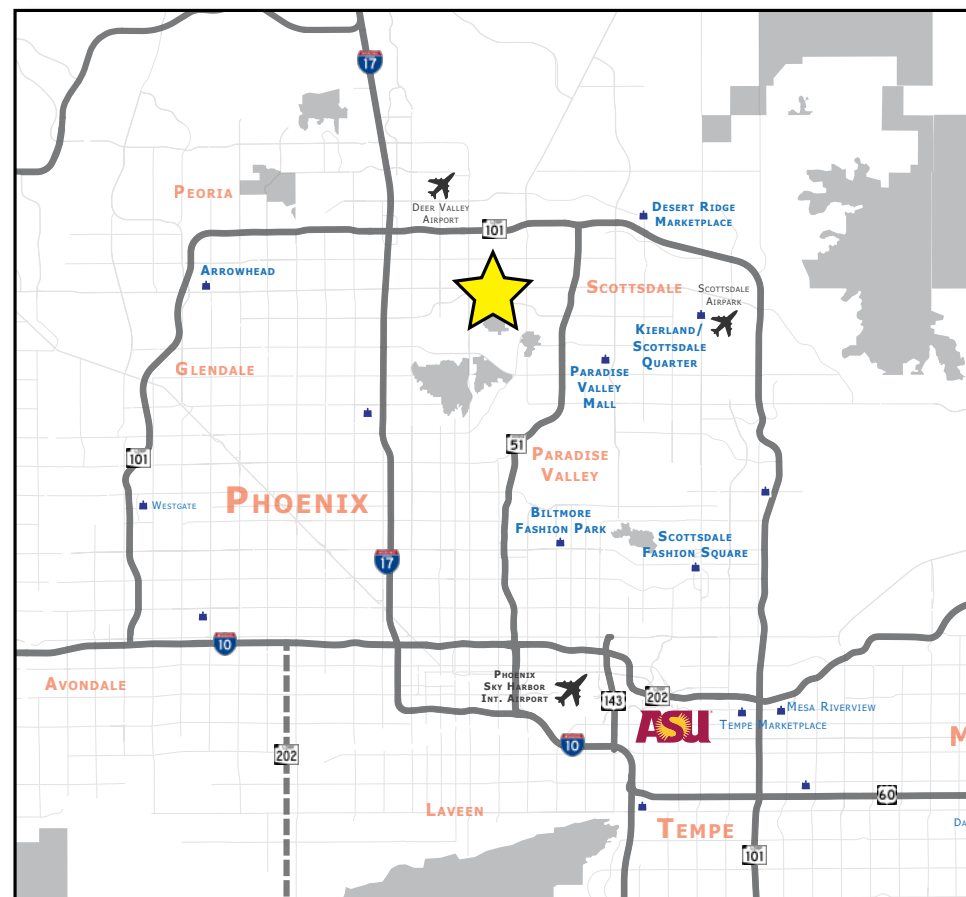 17
Peoria
Deer Valley
Airport
Desert Ridge
Marketplace
101
Arrowhead
Scottsdale
Scottsdale
Airpark
Kierland/
Scottsdale
Quarter
Glendale
Paradise
Valley
Mall
51
101
Paradise
Valley
Phoenix
Westgate
Biltmore
Fashion Park
Scottsdale
Fashion Square
17
10
Avondale
Phoenix
Sky Harbor
Int. Airport
143
202
ASU
Mesa Riverview
Tempe Marketplace
M
10
202
60
Laveen
Tempe
Da
101